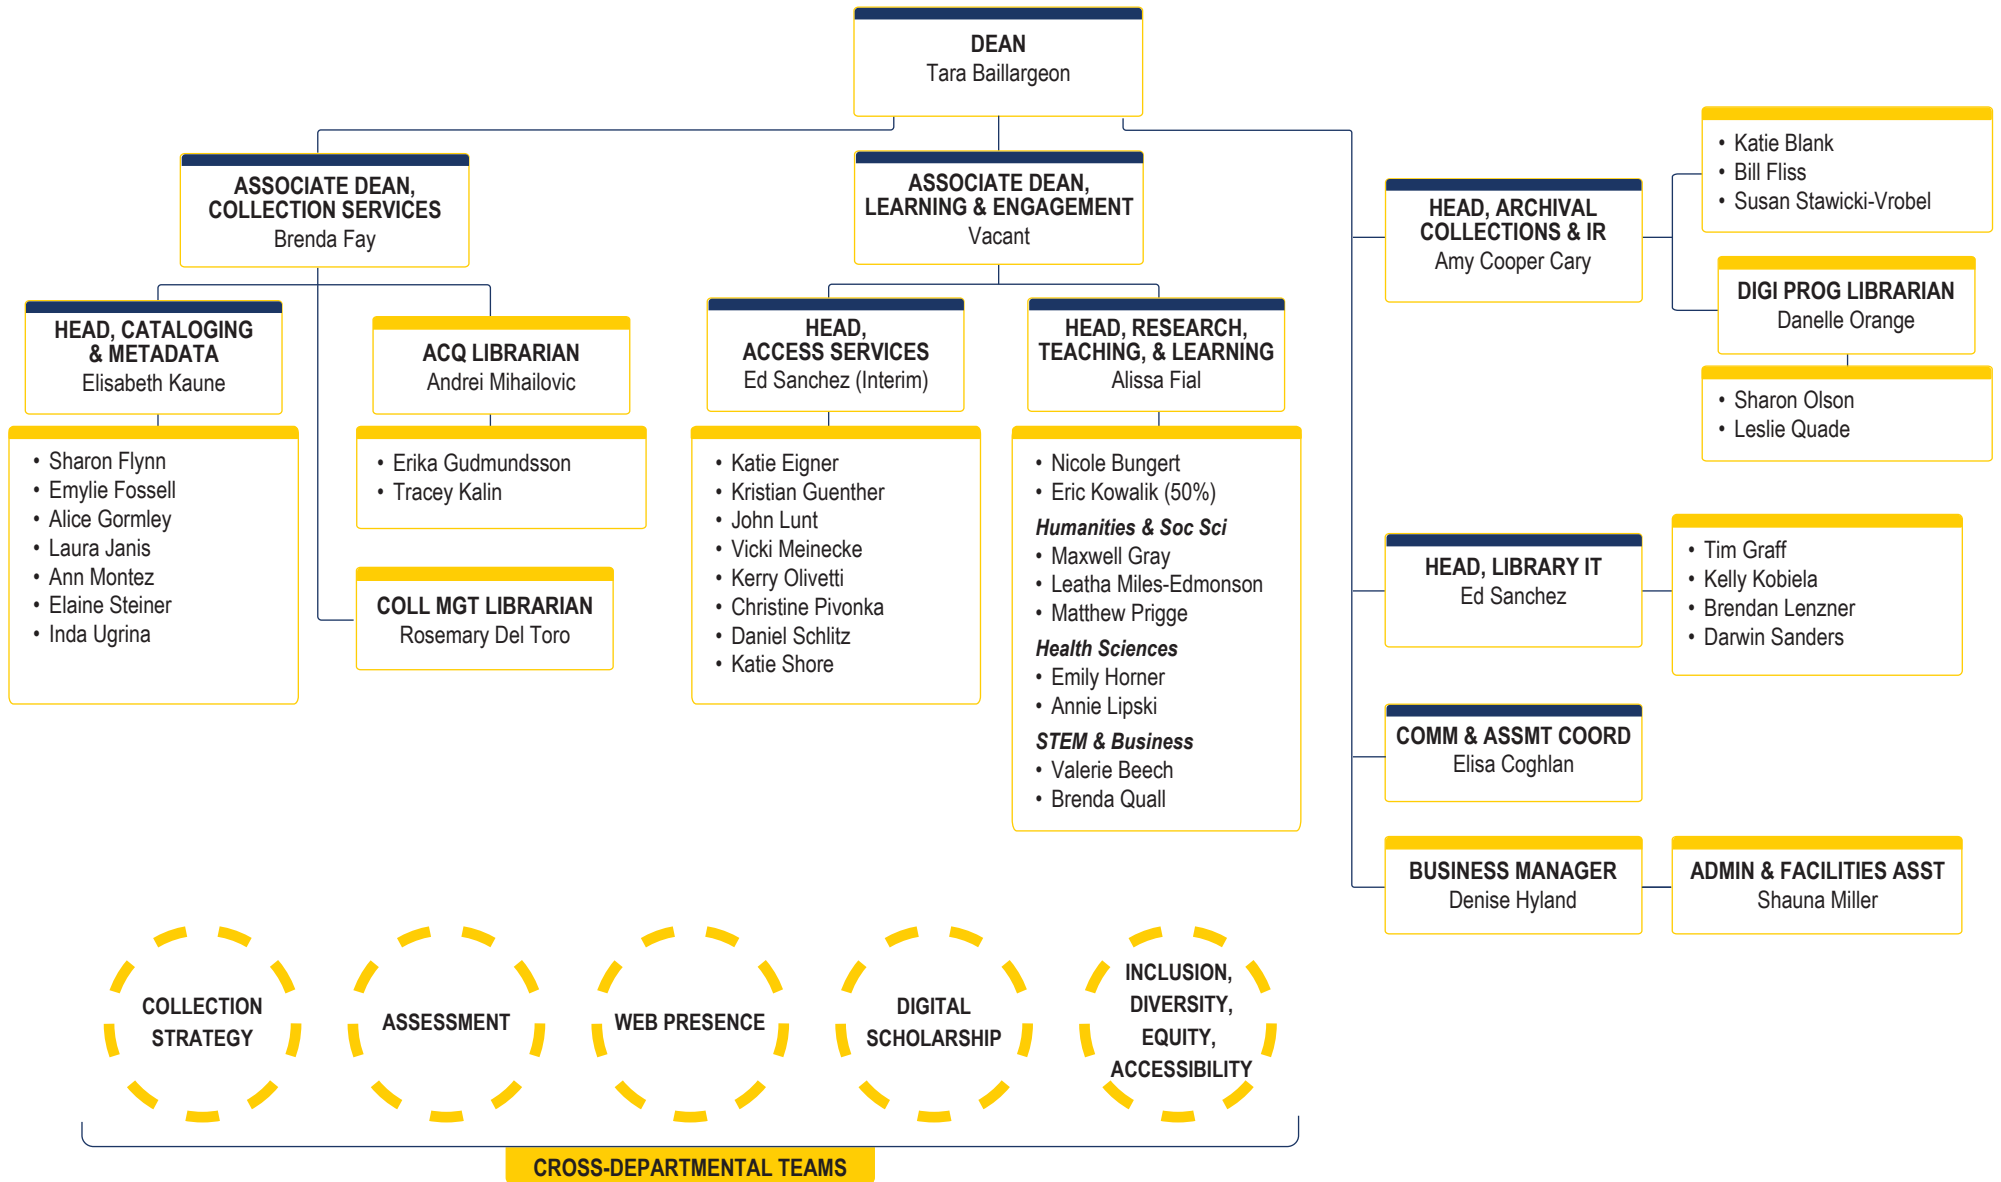 DEAN
Tara Baillargeon
ASSOCIATE DEAN,
COLLECTION SERVICES
Brenda Fay
HEAD, CATALOGING
& METADATA
Elisabeth Kaune
• Sharon Flynn
• Emylie Fossell
• Alice Gormley
• Laura Janis
• Ann Montez
• Elaine Steiner
• Inda Ugrina
ACQ LIBRARIAN
Andrei Mihailovic
• Erika Gudmundsson
• Tracey Kalin
COLL MGT LIBRARIAN
Rosemary Del Toro
ASSOCIATE DEAN,
LEARNING & ENGAGEMENT
Vacant
HEAD,
ACCESS SERVICES
Ed Sanchez (Interim)
• Katie Eigner
• Kristian Guenther
• John Lunt
• Vicki Meinecke
• Kerry Olivetti
• Christine Pivonka
• Daniel Schlitz
• Katie Shore
HEAD, RESEARCH,
TEACHING, & LEARNING
Alissa Fial
• Nicole Bungert
• Eric Kowalik (50%)
Humanities & Soc Sci
• Maxwell Gray
• Leatha Miles-Edmonson
• Matthew Prigge
Health Sciences
• Emily Horner
• Annie Lipski
STEM & Business
• Valerie Beech
• Brenda Quall
HEAD, ARCHIVAL
COLLECTIONS & IR
Amy Cooper Cary
• Katie Blank
• Bill Fliss
• Susan Stawicki-Vrobel
DIGI PROG LIBRARIAN
Danelle Orange
• Sharon Olson
• Leslie Quade
HEAD, LIBRARY IT
Ed Sanchez
• Tim Graff
• Kelly Kobiela
• Brendan Lenzner
• Darwin Sanders
COMM & ASSMT COORD
Elisa Coghlan
BUSINESS MANAGER
Denise Hyland
ADMIN & FACILITIES ASST
Shauna Miller
COLLECTION
STRATEGY
ASSESSMENT
WEB PRESENCE
DIGITAL
SCHOLARSHIP
INCLUSION,
DIVERSITY,
EQUITY,
ACCESSIBILITY
CROSS-DEPARTMENTAL TEAMS